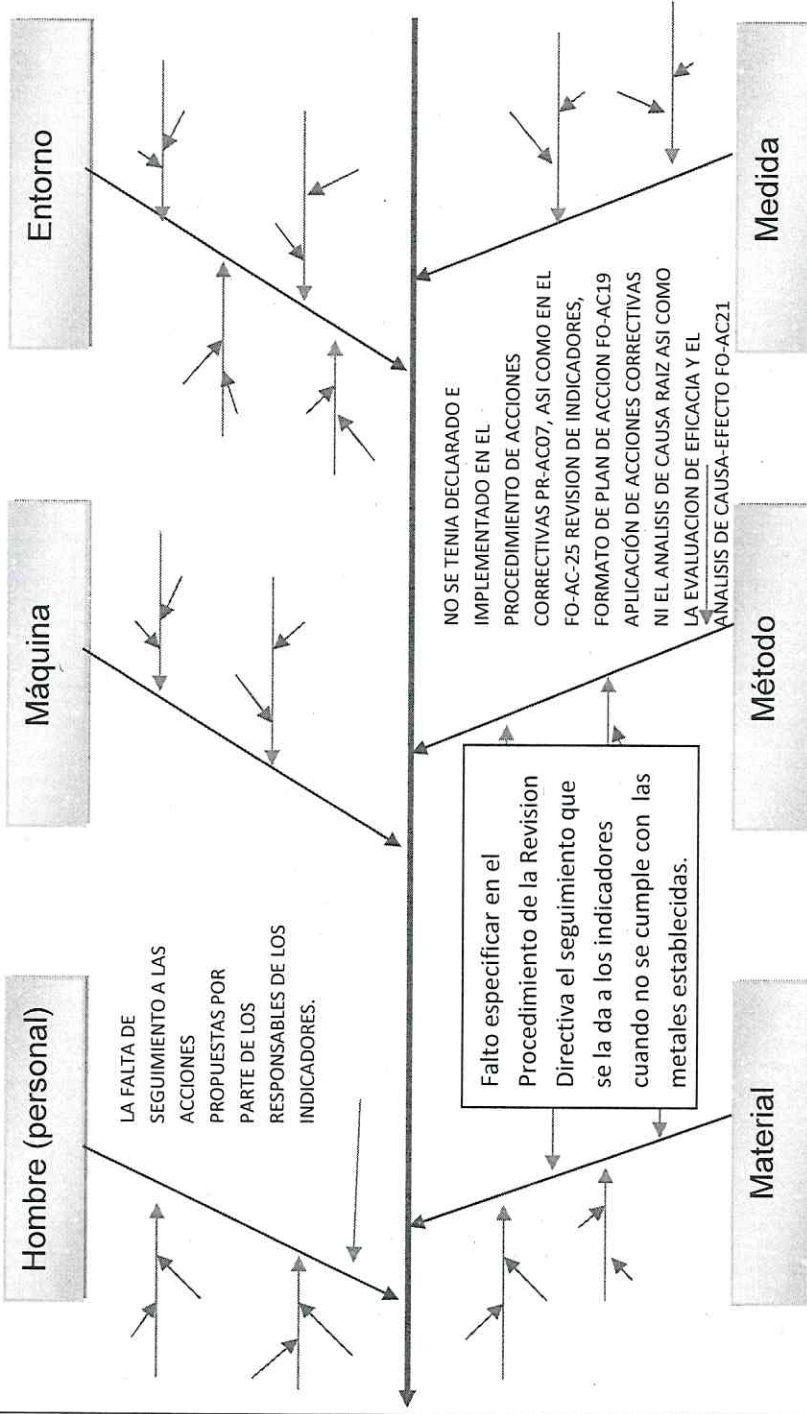 Hombre (personal)
Máquina
Entorno
LA FALTA DE
SEGUIMIENTO A LAS
ACCIONES
PROPUESTAS POR
PARTE DE LOS
RESPONSABLES DE LOS
INDICADORES.
NO SE TENIA DECLARADO E
IMPLEMENTADO EN EL
PROCEDIMIENTO DE ACCIONES
CORRECTIVAS PR-AC07, ASI COMO EN EL
FO-AC-25 REVISION DE INDICADORES,
FORMATO DE PLAN DE ACCION FO-AC19
APLICACIÓN DE ACCIONES CORRECTIVAS
NI EL ANALISIS DE CAUSA RAIZ ASI COMO
LA EVALUACION DE EFICACIA Y EL
ANALISIS DE CAUSA-EFECTO FO-AC21
Falto especificar en el
Procedimiento de la Revision
Directiva el seguimiento que
se la da a los indicadores
cuando no se cumple con las
metales establecidas.
Material
Método
Medida